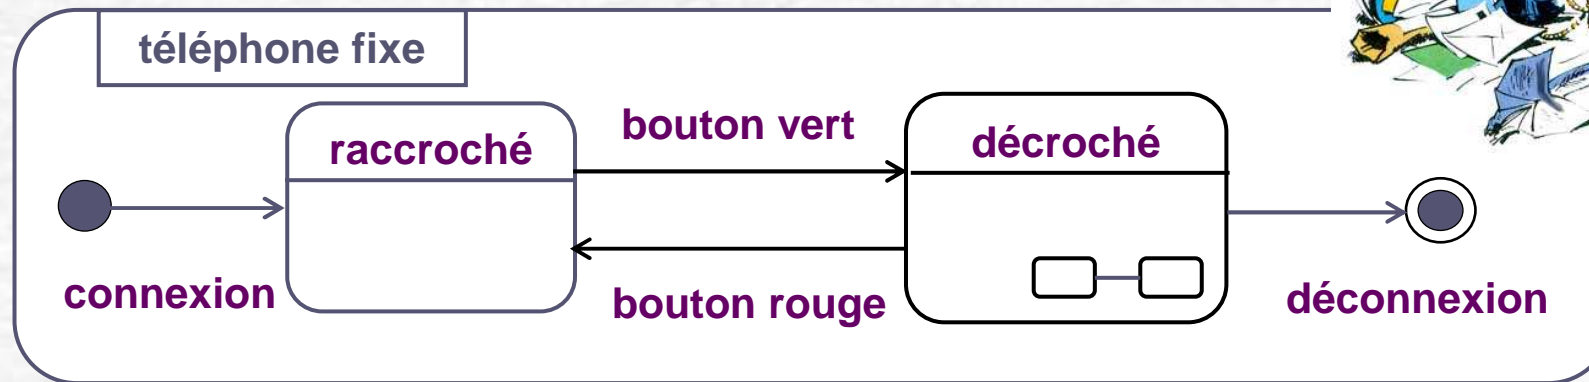 téléphone fixe
raccroché
bouton vert
décroché
connexion
bouton rouge
déconnexion